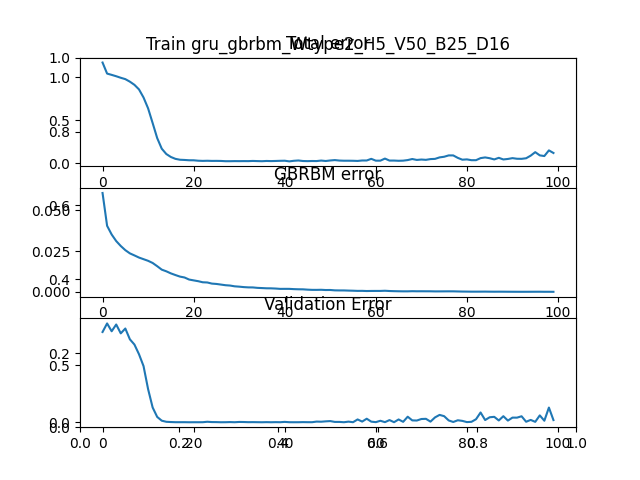 Train gru_gbrbm_Wtype2_H5_V50_B25_D16
Total error
1.0
1.0
0.5
0.8
0.0
0 20 40 60 80 100
GBRBM error
0.6
0.050
0.025
0.4
0.000
0 20 40 60 80 100
Validation Error
0.2
0.5
0.0
0.0
0.0 0 0.2 20 0.4 40 0.6 60 80 0.8 100 1.0